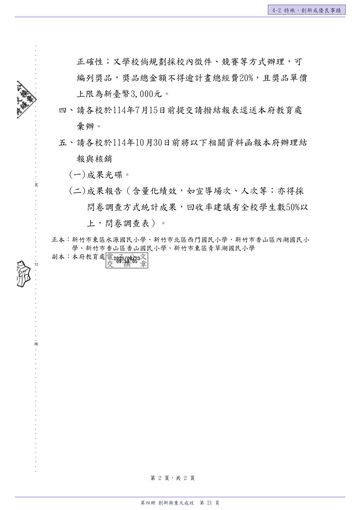 4-2 特殊、創新或優良事蹟
正確性；又學校倘規劃採校內徵件、競賽等方式辦理，可
編列獎品，獎品總金額不得逾計畫總經費20%，且獎品單價
上限為新臺幣3,000元。
四、請各校於114年7月15日前提交請撥結報表逕送本府教育處
彙辦。
五、請各校於114年10月30日前將以下相關資料函報本府辦理結
報與核銷
(一)成果光碟。
(二)成果報告（含量化績效，如宣導場次、人次等；亦得採
問卷調查方式統計成果，回收率建議有全校學生數50%以
上，問卷調查表）。
正本：新竹市東區水源國民小學、新竹市北區西門國民小學、新竹市香山區內湖國民小
學、新竹市香山區香山國民小學、新竹市東區青草湖國民小學
副本：本府教育處
第 2 頁，共 2 頁
第四冊 創新與重大成效 第 21 頁